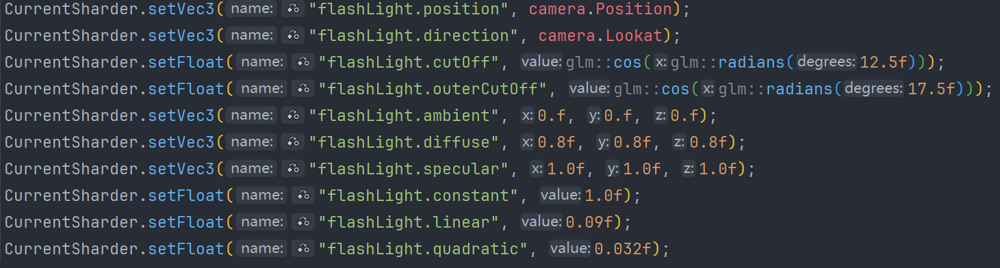 CurrentSharder.setVec3( name: "flashLight.position", camera.Position);
CurrentSharder.setVec3( name: "flashLight.direction", camera.Lookat);
CurrentSharder.setFloat( name: "flashLight.cutOff", value: glm::cos( x: glm::radians( degrees: 12.5f)));
CurrentSharder.setFloat( name: "flashLight.outerCutOff", value: glm::cos( x: glm::radians( degrees: 17.5f)));
CurrentSharder.setVec3( name: "flashLight.ambient", x: 0.f, y: 0.f, z: 0.f);
CurrentSharder.setVec3( name: "flashLight.diffuse", x: 0.8f, y: 0.8f, z: 0.8f);
CurrentSharder.setVec3( name: "flashLight.specular", x: 1.0f, y: 1.0f, z: 1.0f);
CurrentSharder.setFloat( name: "flashLight.constant", value: 1.0f);
CurrentSharder.setFloat( name: "flashLight.linear", value: 0.09f);
CurrentSharder.setFloat( name: "flashLight.quadratic", value: 0.032f);